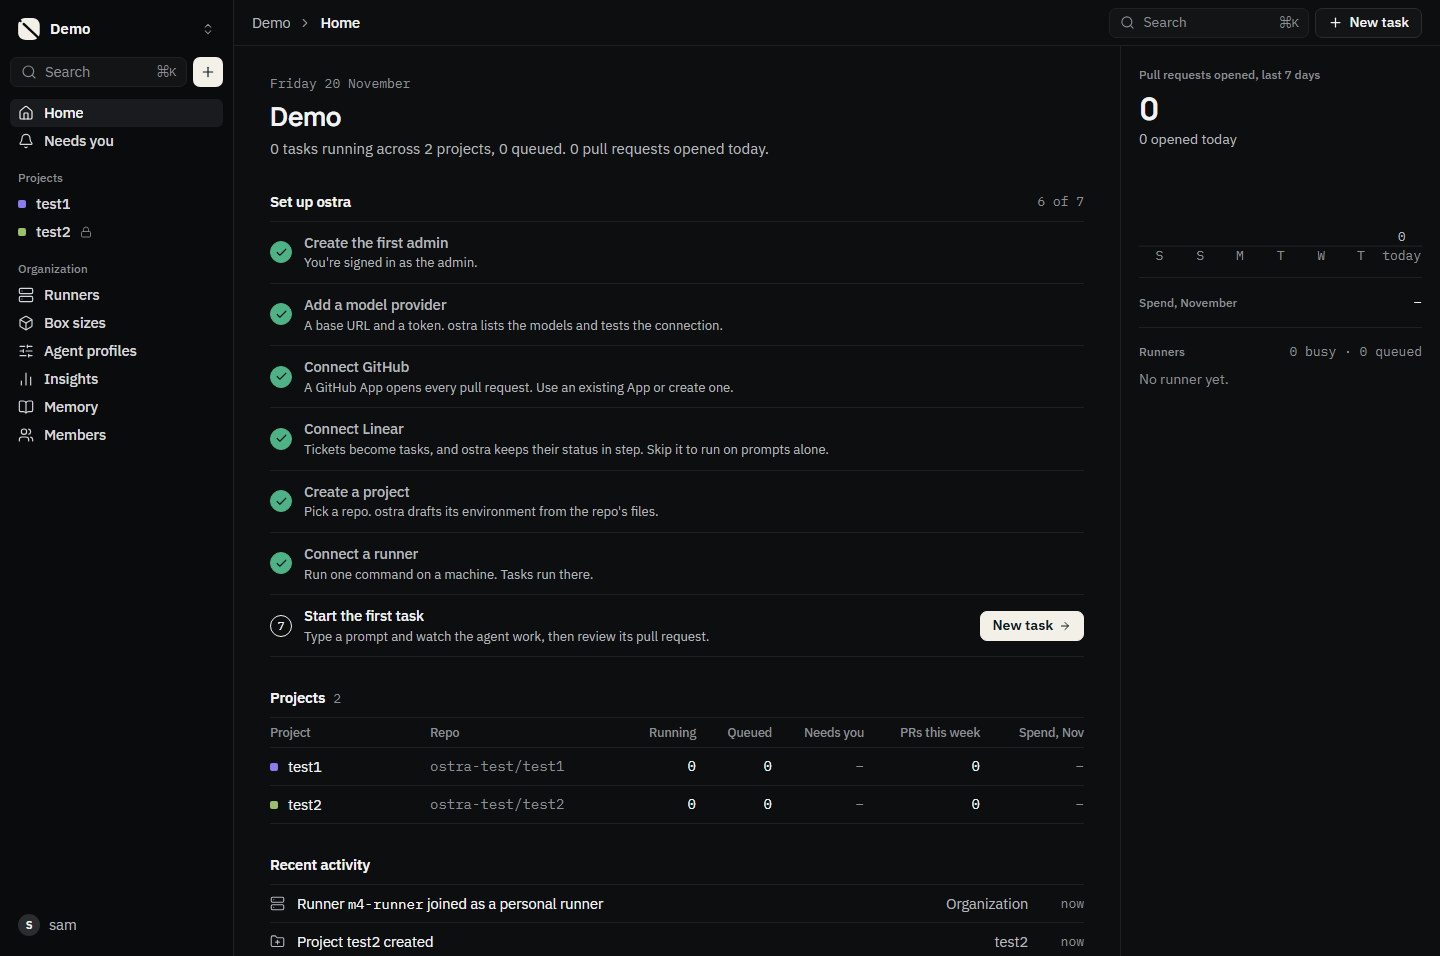 Demo
Search ⌘K
Home
Needs you
Projects
test1
test2
Organization
Runners
Box sizes
Agent profiles
Insights
Memory
Members
S sam
Demo > Home
Search ⌘K
+ New task
Friday 20 November
Demo
0 tasks running across 2 projects, 0 queued. 0 pull requests opened today.
Set up ostra 6 of 7
Create the first admin
You're signed in as the admin.
Add a model provider
A base URL and a token. ostra lists the models and tests the connection.
Connect GitHub
A GitHub App opens every pull request. Use an existing App or create one.
Connect Linear
Tickets become tasks, and ostra keeps their status in step. Skip it to run on prompts alone.
Create a project
Pick a repo. ostra drafts its environment from the repo's files.
Connect a runner
Run one command on a machine. Tasks run there.
7 Start the first task
Type a prompt and watch the agent work, then review its pull request.
New task →
Projects 2
Project Repo Running Queued Needs you PRs this week Spend, Nov
test1 ostra-test/test1 0 0 – 0 –
test2 ostra-test/test2 0 0 – 0 –
Recent activity
Runner m4-runner joined as a personal runner Organization now
Project test2 created test2 now
Pull requests opened, last 7 days
0
0 opened today
0
S S M T W T today
Spend, November –
Runners 0 busy · 0 queued
No runner yet.